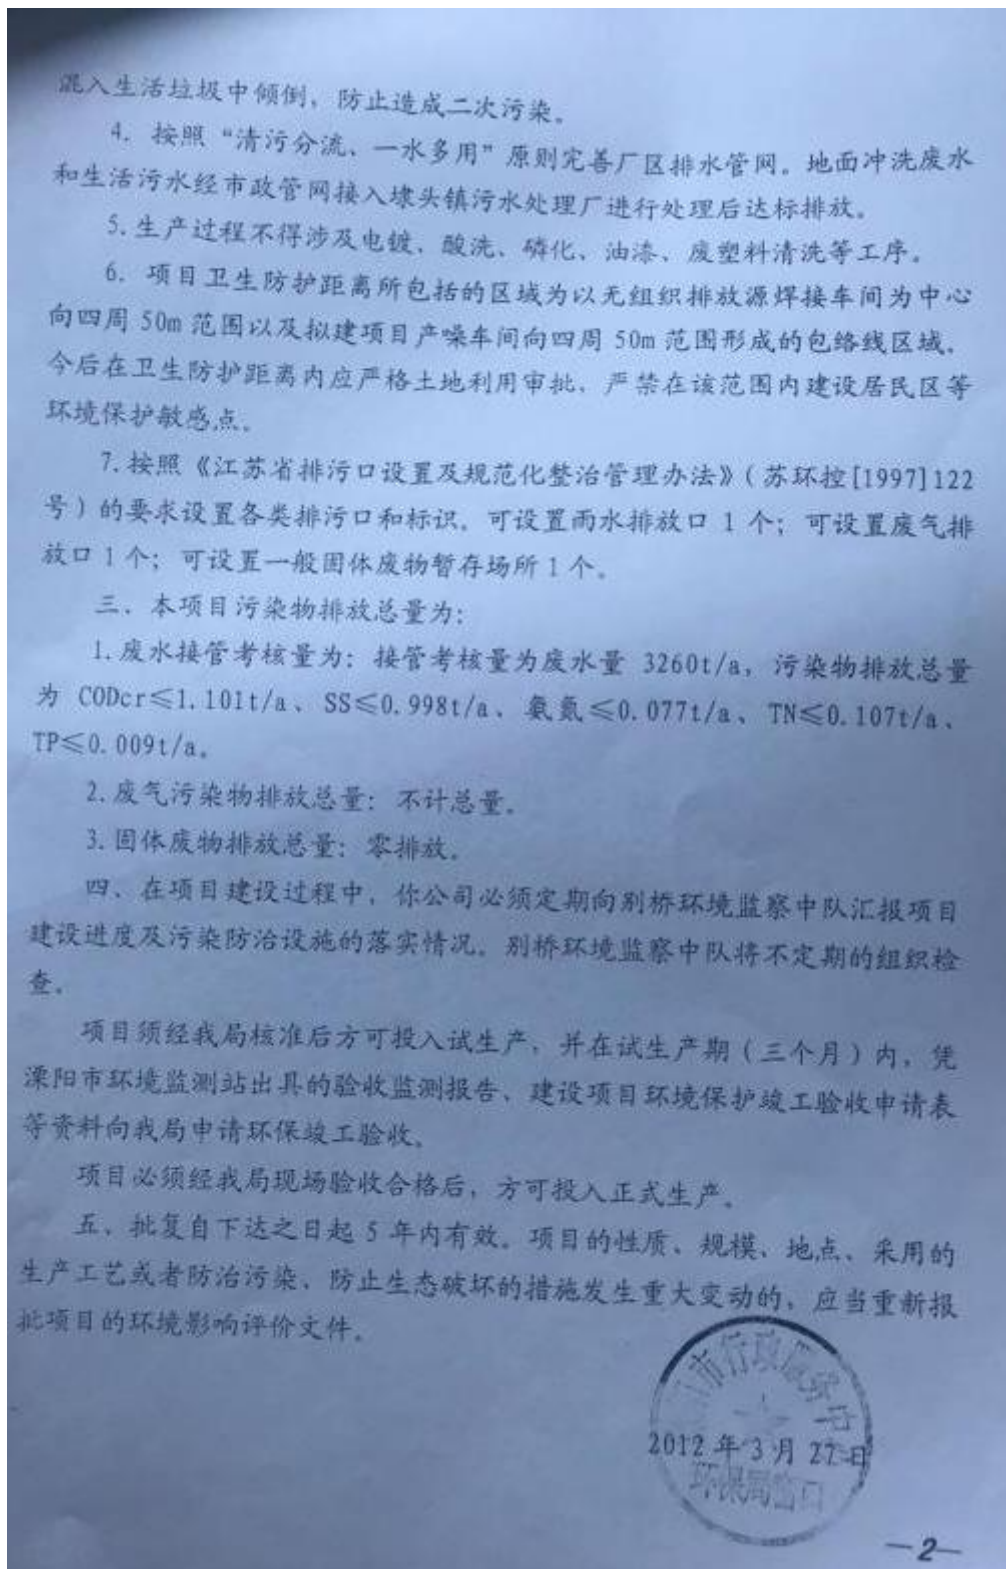 混入生活垃圾中倾倒，防止造成二次污染。
4. 按照“清污分流、一水多用”原则完善厂区排水管网。地面冲洗废水
和生活污水经市政管网接入埭头镇污水处理厂进行处理后达标排放。
5. 生产过程不得涉及电镀、酸洗、磷化、油漆、废塑料清洗等工序。
6. 项目卫生防护距离所包括的区域为以无组织排放源焊接车间为中心
向四周 50m 范围以及拟建项目产噪车间向四周 50m 范围形成的包络线区域。
今后在卫生防护距离内应严格土地利用审批，严禁在该范围内建设居民区等
环境保护敏感点。
7. 按照《江苏省排污口设置及规范化整治管理办法》（苏环控[1997]122
号）的要求设置各类排污口和标识。可设置雨水排放口 1 个；可设置废气排
放口 1 个；可设置一般固体废物暂存场所 1 个。
三、本项目污染物排放总量为：
1. 废水接管考核量为：接管考核量为废水量 3260t/a，污染物排放总量
为 CODcr≤1.101t/a、SS≤0.998t/a、氨氮≤0.077t/a、TN≤0.107t/a、
TP≤0.009t/a。
2. 废气污染物排放总量：不计总量。
3. 固体废物排放总量：零排放。
四、在项目建设过程中，你公司必须定期向别桥环境监察中队汇报项目
建设进度及污染防治设施的落实情况。别桥环境监察中队将不定期的组织检
查。
项目须经我局核准后方可投入试生产，并在试生产期（三个月）内，凭
溧阳市环境监测站出具的验收监测报告、建设项目环境保护竣工验收申请表
等资料向我局申请环保竣工验收。
项目必须经我局现场验收合格后，方可投入正式生产。
五、批复自下达之日起 5 年内有效。项目的性质、规模、地点、采用的
生产工艺或者防治污染、防止生态破坏的措施发生重大变动的，应当重新报
批项目的环境影响评价文件。
市行政服务中
2012 年 3 月 27 日
环保局窗口
—2—